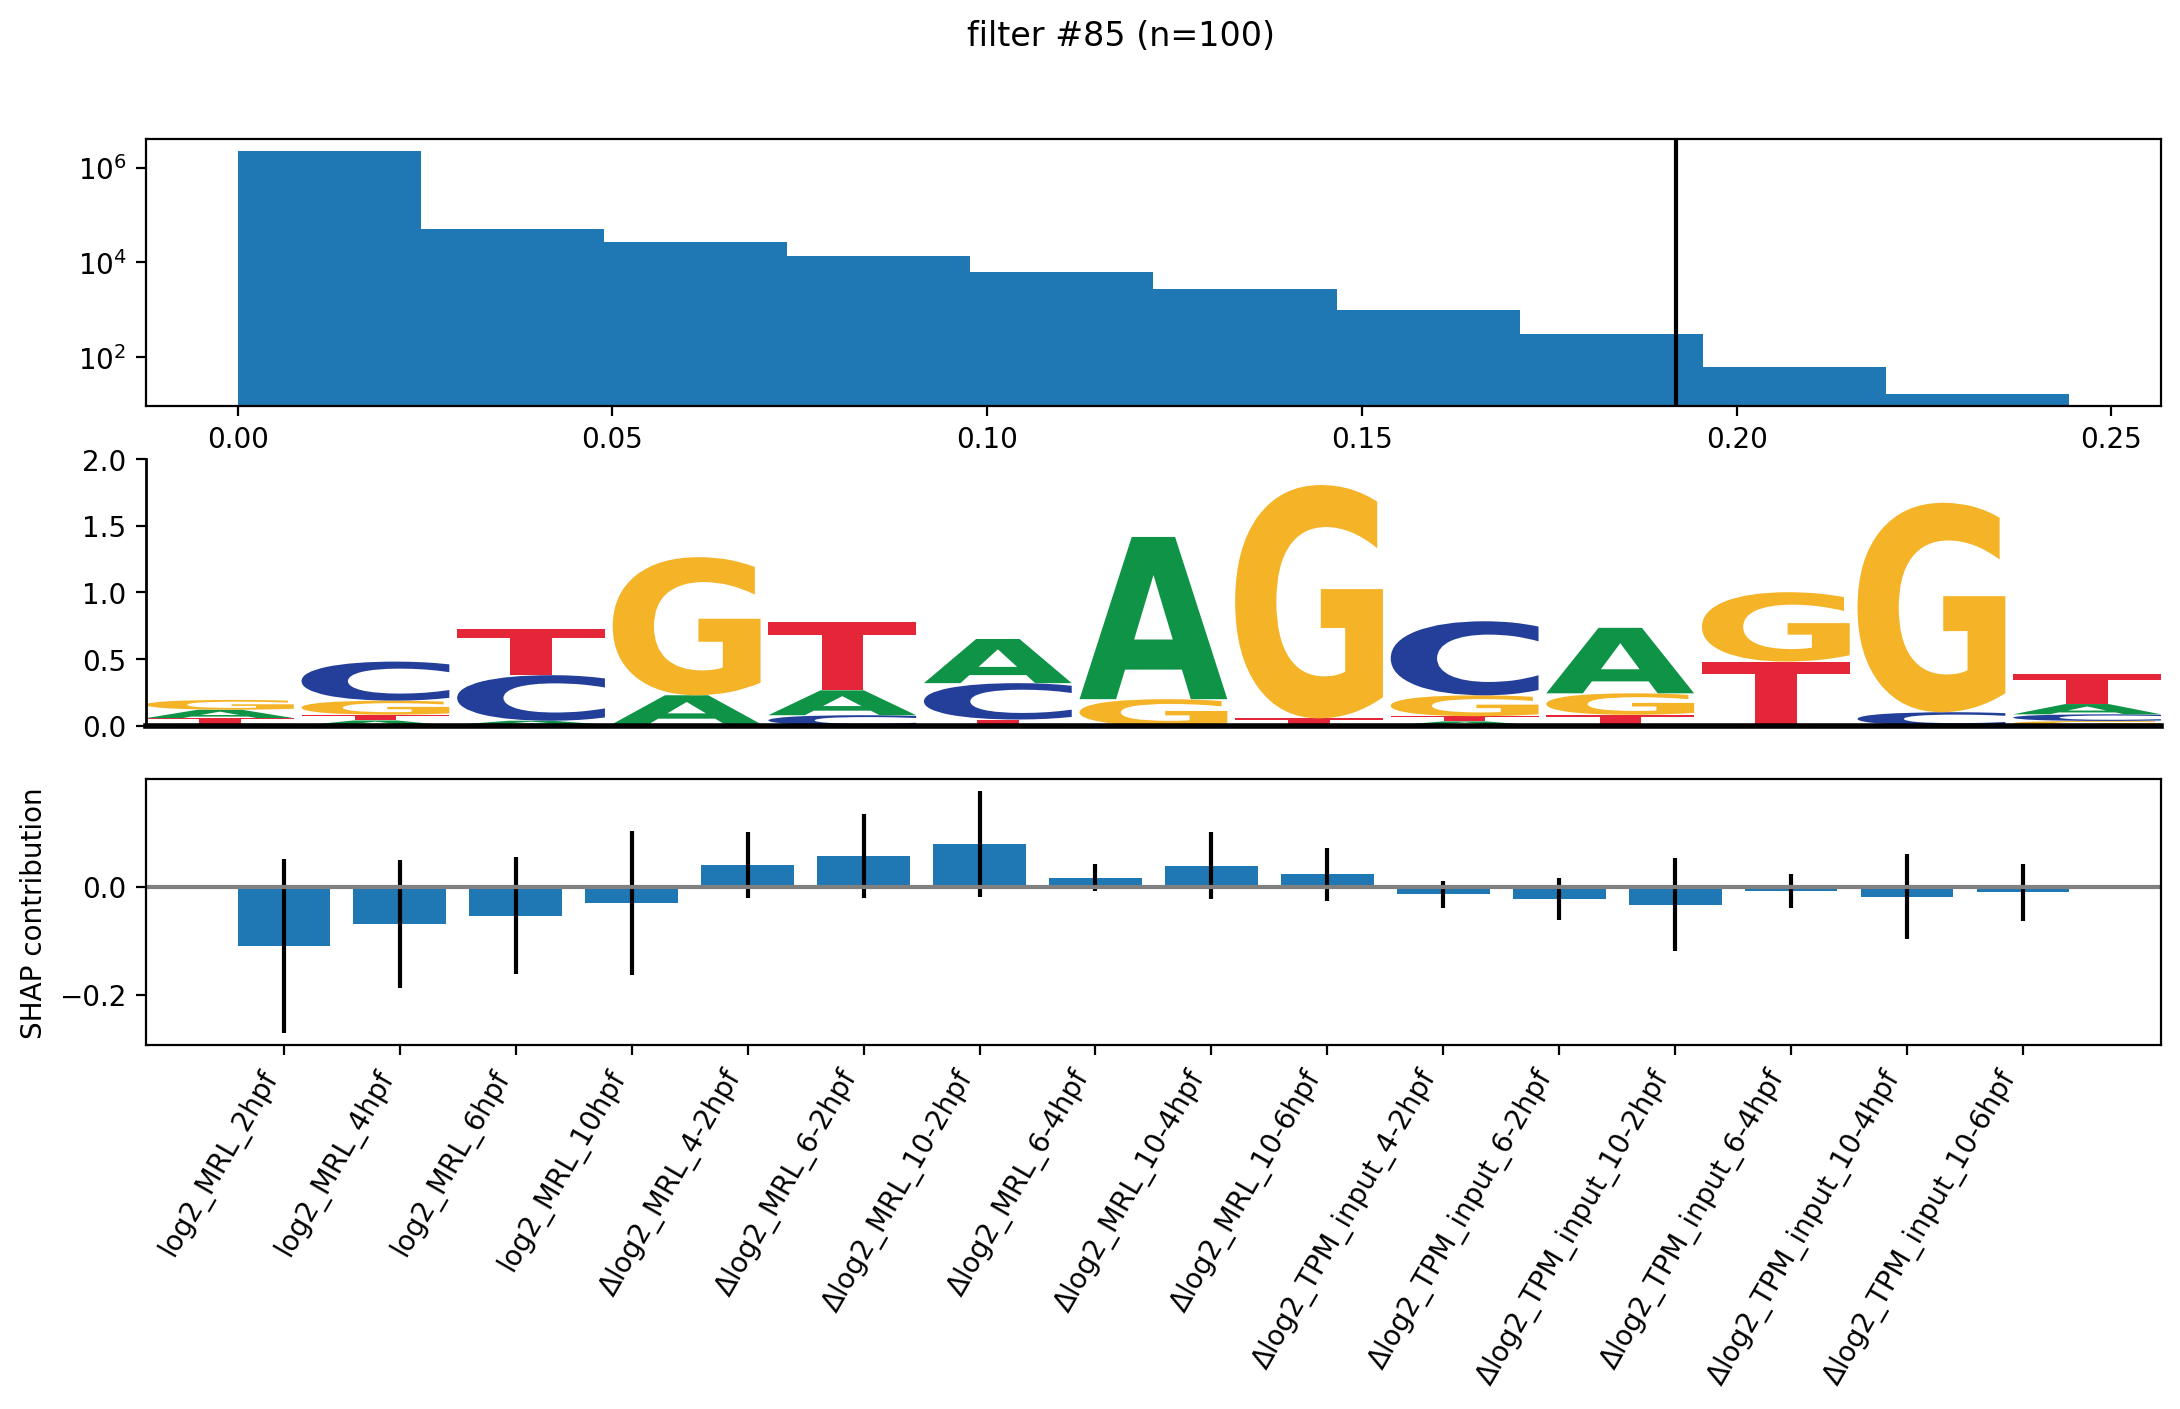 filter #85 (n=100)
10^6
10^4
10^2
0.00 0.05 0.10 0.15 0.20 0.25
2.0
1.5
1.0
0.5
0.0
G A T
C G T A
T C A
G A
T A C
A C T
A G
G T
C G T A
A G T
G T
G C
T A C G
SHAP contribution
0.0
−0.2
log2_MRL_2hpf
log2_MRL_4hpf
log2_MRL_6hpf
log2_MRL_10hpf
Δlog2_MRL_4-2hpf
Δlog2_MRL_6-2hpf
Δlog2_MRL_10-2hpf
Δlog2_MRL_6-4hpf
Δlog2_MRL_10-4hpf
Δlog2_MRL_10-6hpf
Δlog2_TPM_input_4-2hpf
Δlog2_TPM_input_6-2hpf
Δlog2_TPM_input_10-2hpf
Δlog2_TPM_input_6-4hpf
Δlog2_TPM_input_10-4hpf
Δlog2_TPM_input_10-6hpf